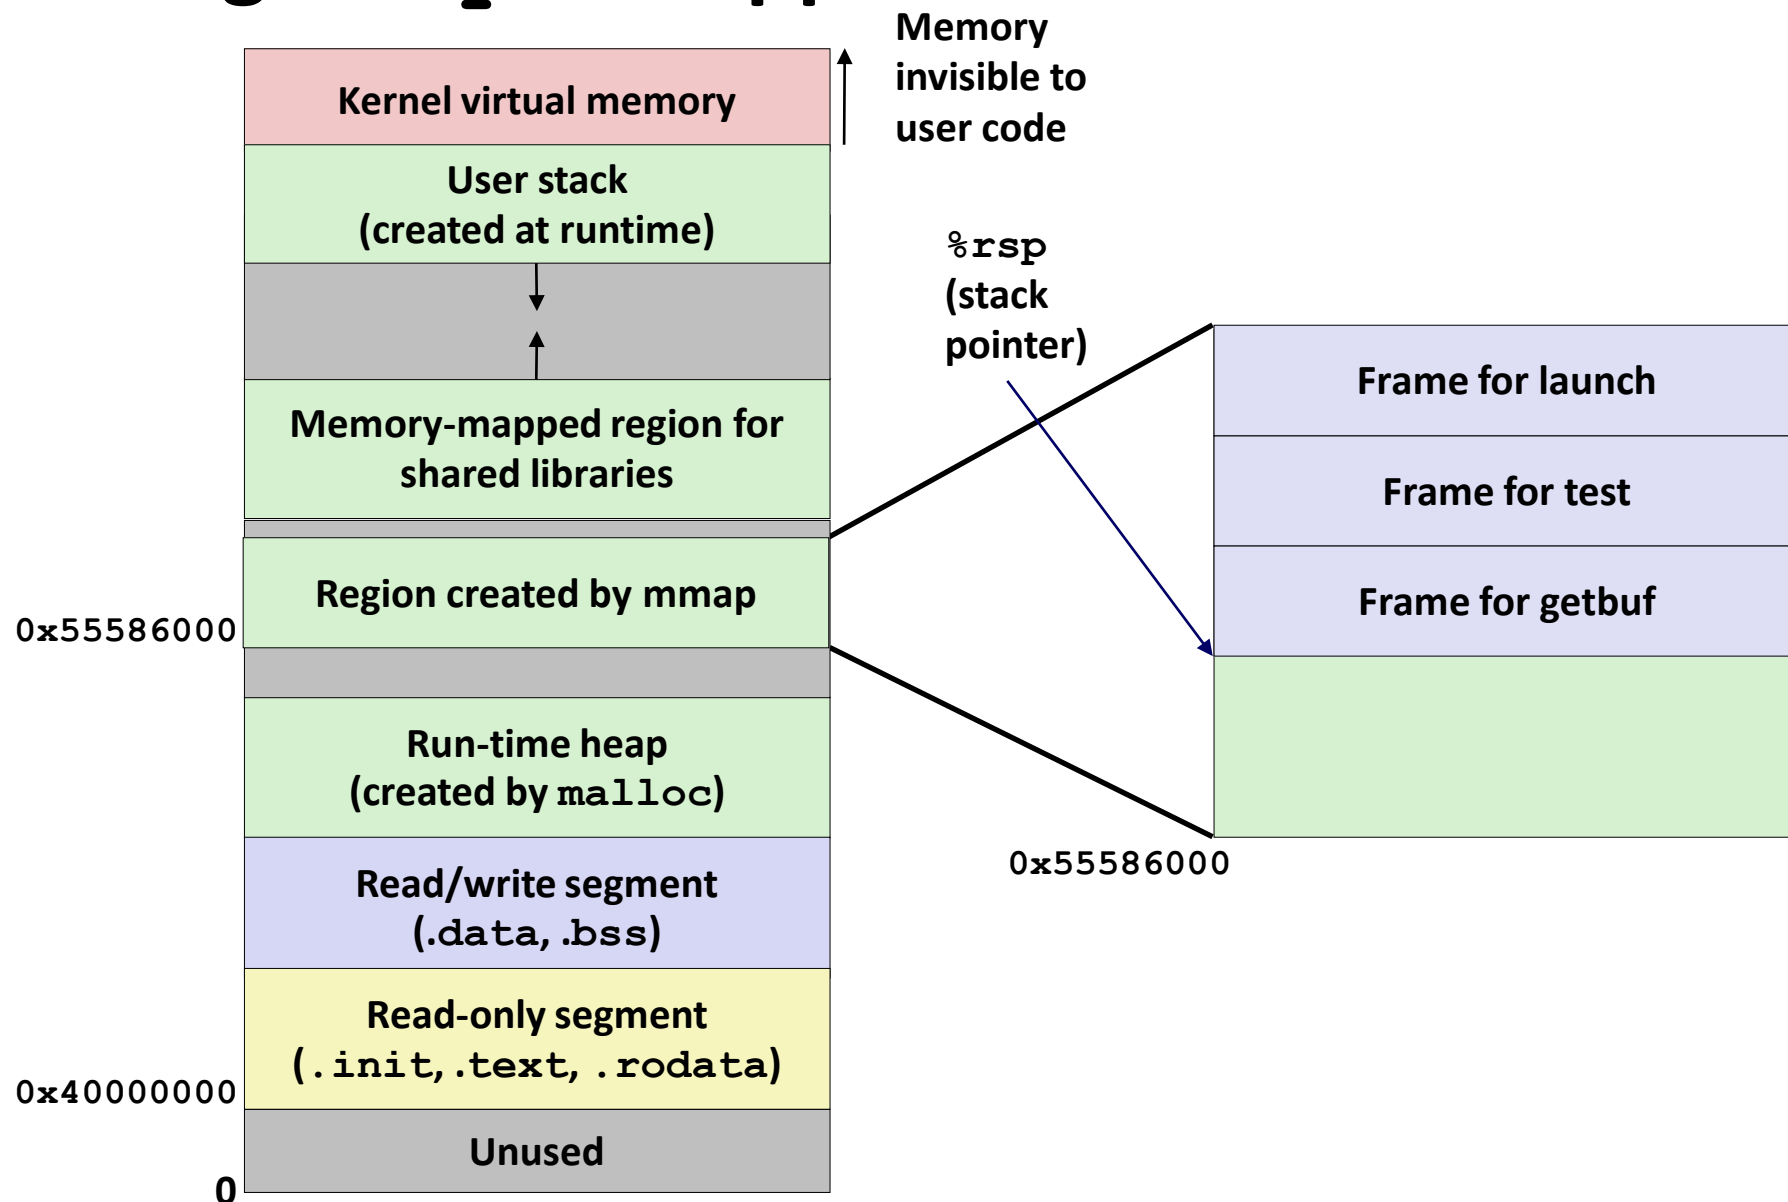 Memory
invisible to
user code
Kernel virtual memory
User stack
(created at runtime)
%rsp
(stack
pointer)
Memory-mapped region for
shared libraries
Region created by mmap
0x55586000
Frame for launch
Frame for test
Frame for getbuf
0x55586000
Run-time heap
(created by malloc)
Read/write segment
(.data, .bss)
Read-only segment
(.init, .text, .rodata)
0x40000000
Unused
0